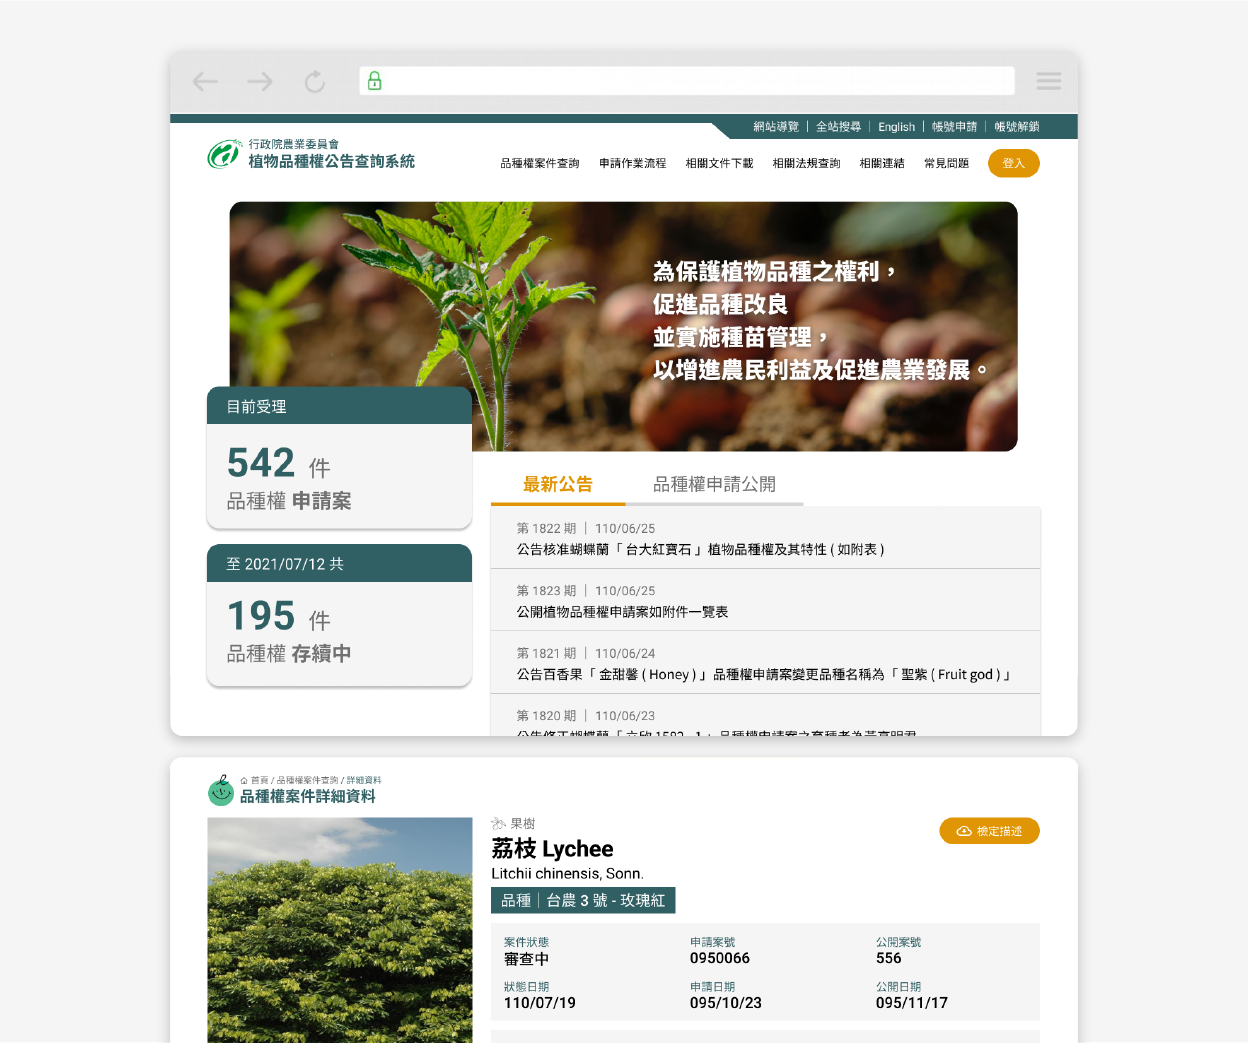 網站導覽 | 全站搜尋 | English | 帳號申請 | 帳號解鎖
行政院農業委員會
植物品種權公告查詢系統
品種權案件查詢 申請作業流程 相關文件下載 相關法規查詢 相關連結 常見問題 登入
為保護植物品種之權利，
促進品種改良
並實施種苗管理，
以增進農民利益及促進農業發展。
目前受理
542 件
品種權 申請案
至 2021/07/12 共
195 件
品種權 存續中
最新公告 品種權申請公開
第 1822 期 | 110/06/25
公告核准蝴蝶蘭「 台大紅寶石 」植物品種權及其特性 ( 如附表 )
第 1823 期 | 110/06/25
公開植物品種權申請案如附件一覽表
第 1821 期 | 110/06/24
公告百香果「 金甜馨 ( Honey ) 」品種權申請案變更品種名稱為「 聖紫 ( Fruit god ) 」
第 1820 期 | 110/06/23
首頁 / 品種權案件查詢 / 詳細資料
品種權案件詳細資料
果樹
荔枝 Lychee
Litchii chinensis, Sonn.
品種 | 台農 3 號 - 玫瑰紅
檢定描述
案件狀態 申請案號 公開案號
審查中 0950066 556
狀態日期 申請日期 公開日期
110/07/19 095/10/23 095/11/17